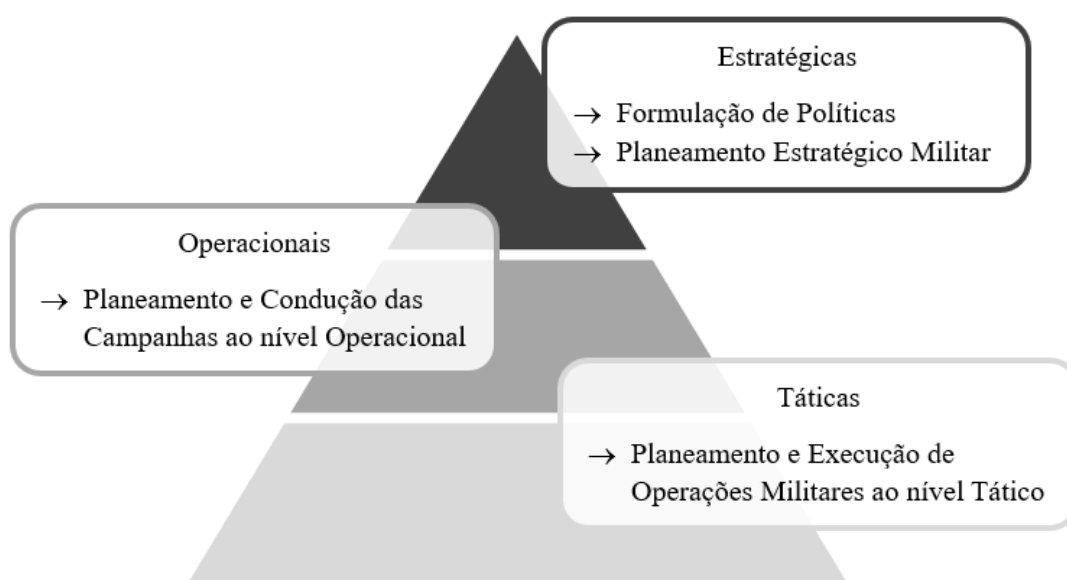 Estratégicas
→ Formulação de Políticas
→ Planeamento Estratégico Militar
Operacionais
→ Planeamento e Condução das
Campanhas ao nível Operacional
Táticas
→ Planeamento e Execução de
Operações Militares ao nível Tático